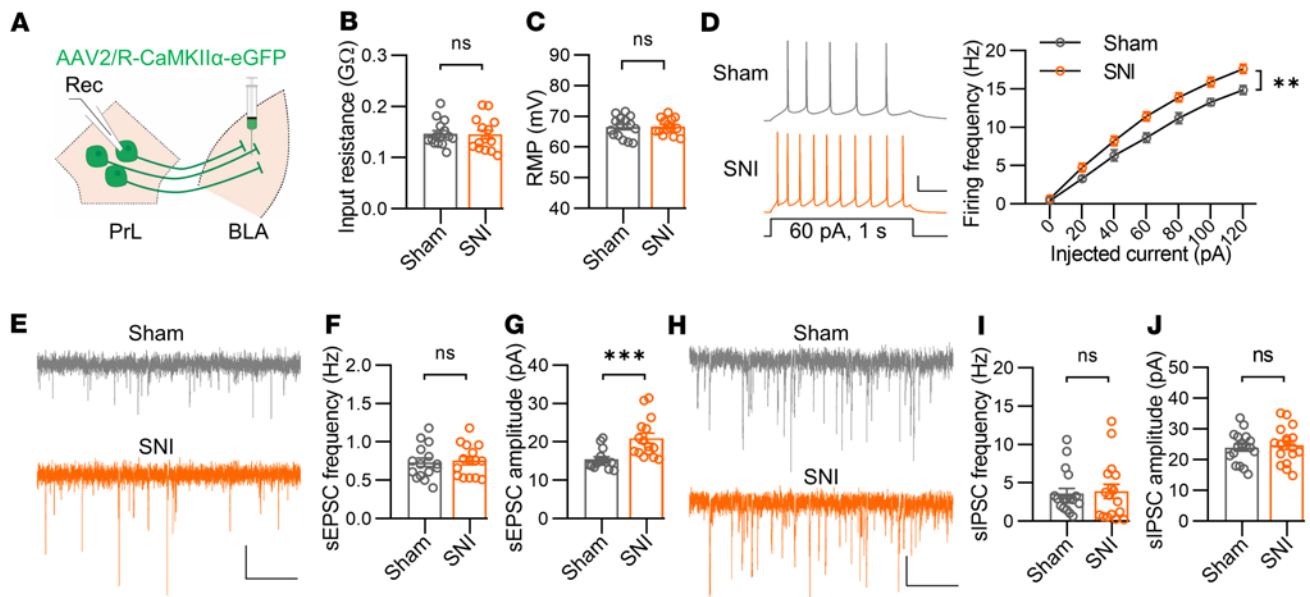 A
AAV2/R-CaMKIIα-eGFP
Rec
PrL
BLA
B
ns
Input resistance (GΩ)
0.3
0.2
0.1
0.0
Sham
SNI
C
ns
RMP (mV)
90
80
70
60
50
40
Sham
SNI
D
Sham
SNI
60 pA, 1 s
Sham
SNI
**
Firing frequency (Hz)
20
15
10
5
0
0
20
40
60
80
100
120
Injected current (pA)
E
Sham
SNI
F
ns
sEPSC frequency (Hz)
2.0
1.5
1.0
0.5
0.0
Sham
SNI
G
***
sEPSC amplitude (pA)
40
30
20
10
0
Sham
SNI
H
Sham
SNI
I
ns
sIPSC frequency (Hz)
20
15
10
5
0
Sham
SNI
J
ns
sIPSC amplitude (pA)
50
40
30
20
10
0
Sham
SNI